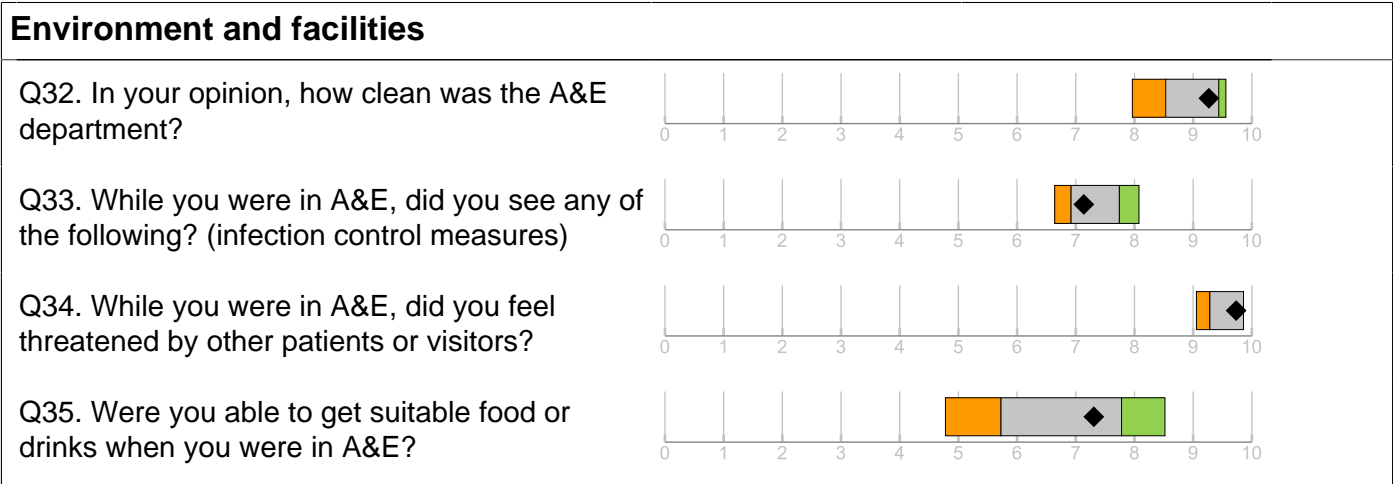 Environment and facilities
Q32. In your opinion, how clean was the A&E
department?
0 1 2 3 4 5 6 7 8 9 10
Q33. While you were in A&E, did you see any of
the following? (infection control measures)
0 1 2 3 4 5 6 7 8 9 10
Q34. While you were in A&E, did you feel
threatened by other patients or visitors?
0 1 2 3 4 5 6 7 8 9 10
Q35. Were you able to get suitable food or
drinks when you were in A&E?
0 1 2 3 4 5 6 7 8 9 10